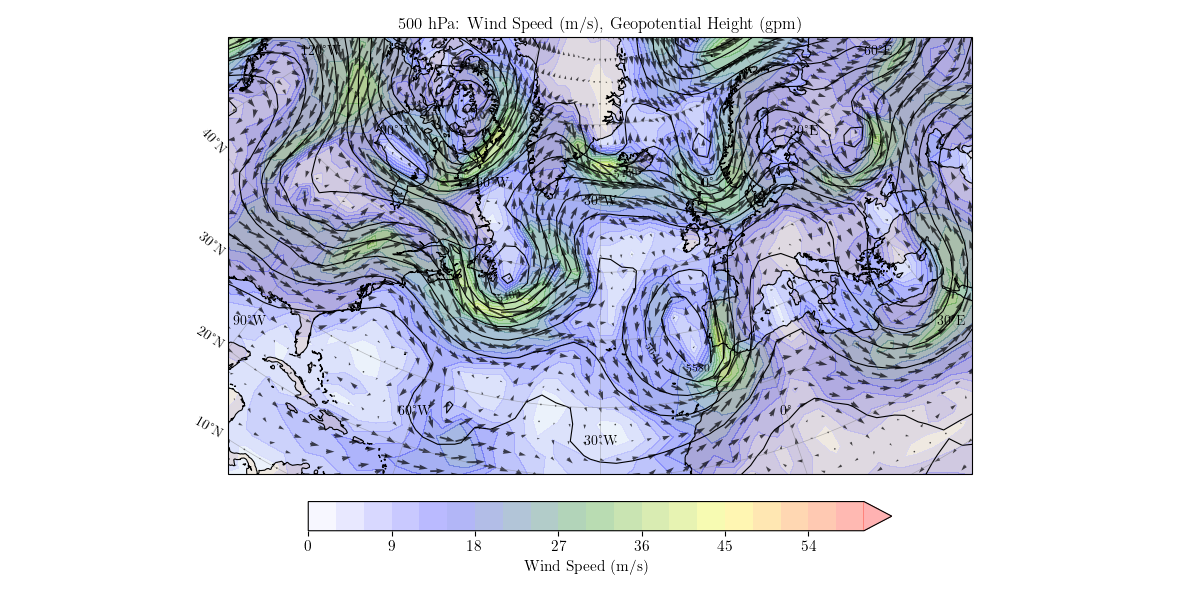 500 hPa: Wind Speed (m/s), Geopotential Height (gpm)
120°W
60°E
40°N
90°W
30°E
60°W
0°
30°W
30°N
90°W
30°E
20°N
5580
60°W
0°
10°N
30°W
0 9 18 27 36 45 54
Wind Speed (m/s)